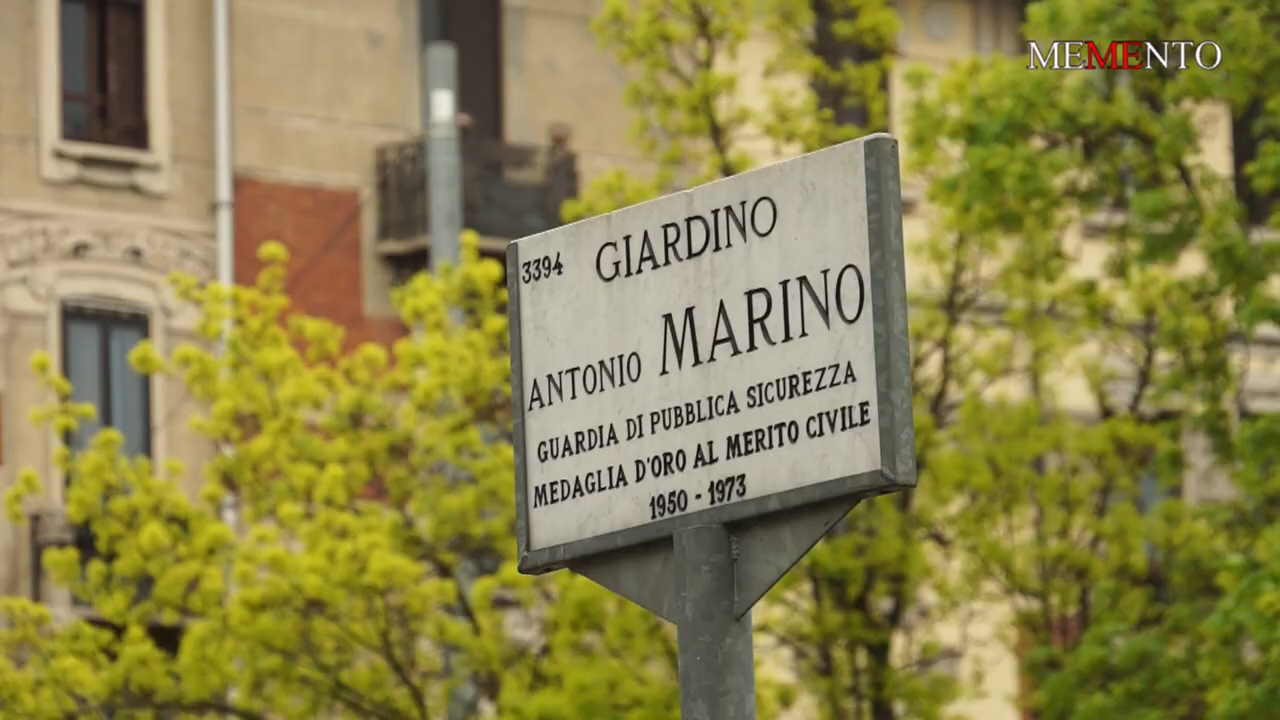 MEMENTO
3394 GIARDINO
ANTONIO MARINO
GUARDIA DI PUBBLICA SICUREZZA
MEDAGLIA D'ORO AL MERITO CIVILE
1950 - 1973